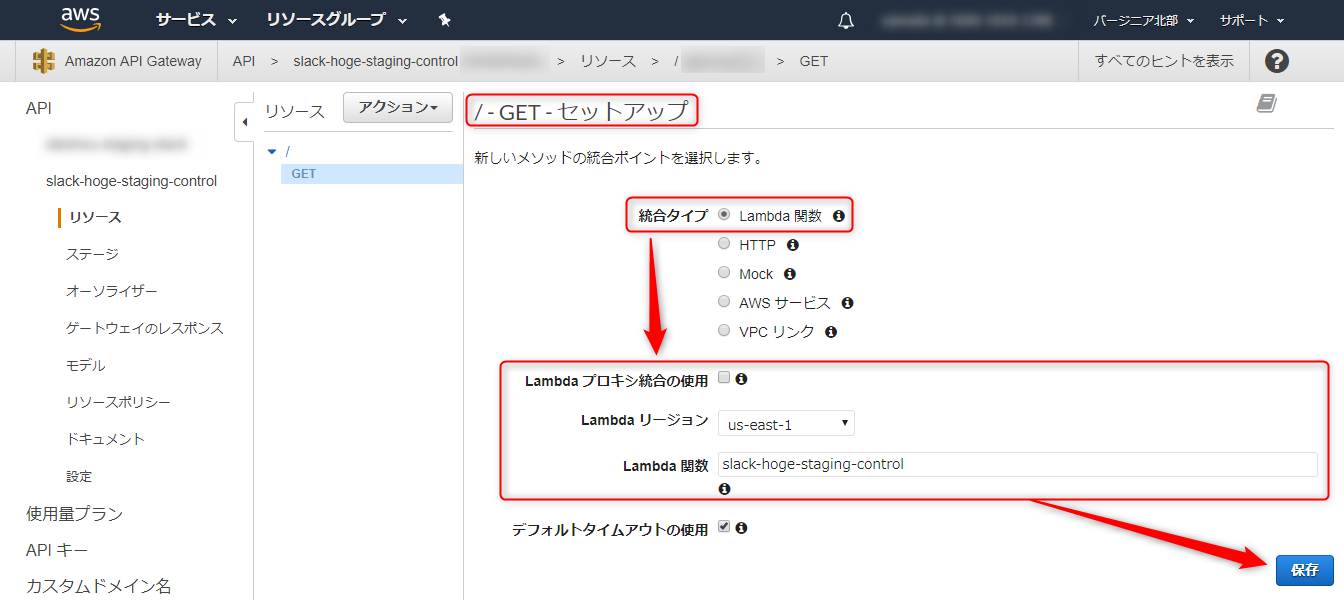 aws サービス リソースグループ バージニア北部 サポート
Amazon API Gateway API > slack-hoge-staging-control > リソース > / > GET すべてのヒントを表示 ?
API
slack-hoge-staging-control
リソース
ステージ
オーソライザー
ゲートウェイのレスポンス
モデル
リソースポリシー
ドキュメント
設定
使用量プラン
API キー
カスタムドメイン名
リソース アクション
/
GET
/ - GET - セットアップ
新しいメソッドの統合ポイントを選択します。
統合タイプ Lambda 関数
HTTP
Mock
AWS サービス
VPC リンク
Lambda プロキシ統合の使用
Lambda リージョン us-east-1
Lambda 関数 slack-hoge-staging-control
デフォルトタイムアウトの使用
保存